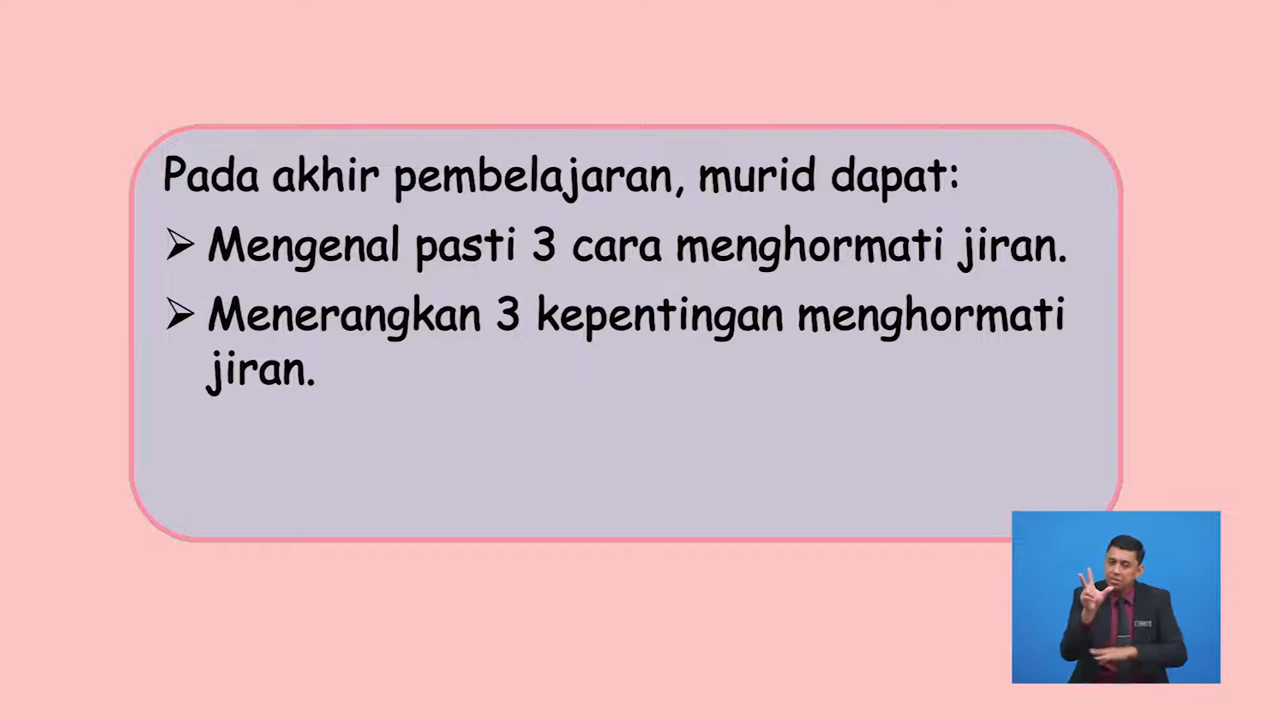 Pada akhir pembelajaran, murid dapat:
➢ Mengenal pasti 3 cara menghormati jiran.
➢ Menerangkan 3 kepentingan menghormati
jiran.